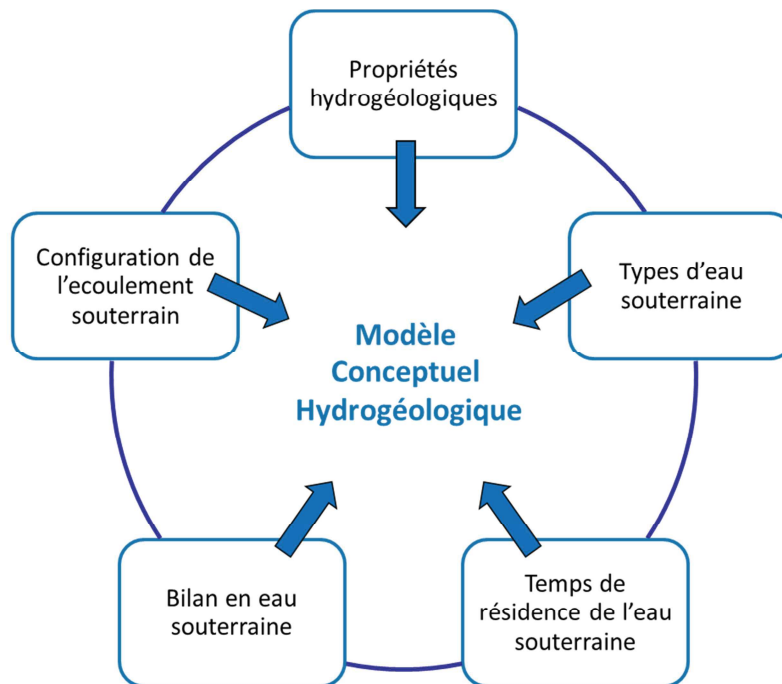 Propriétés
hydrogéologiques
Configuration de
l’ecoulement
souterrain
Types d’eau
souterraine
Modèle
Conceptuel
Hydrogéologique
Bilan en eau
souterraine
Temps de
résidence de l’eau
souterraine